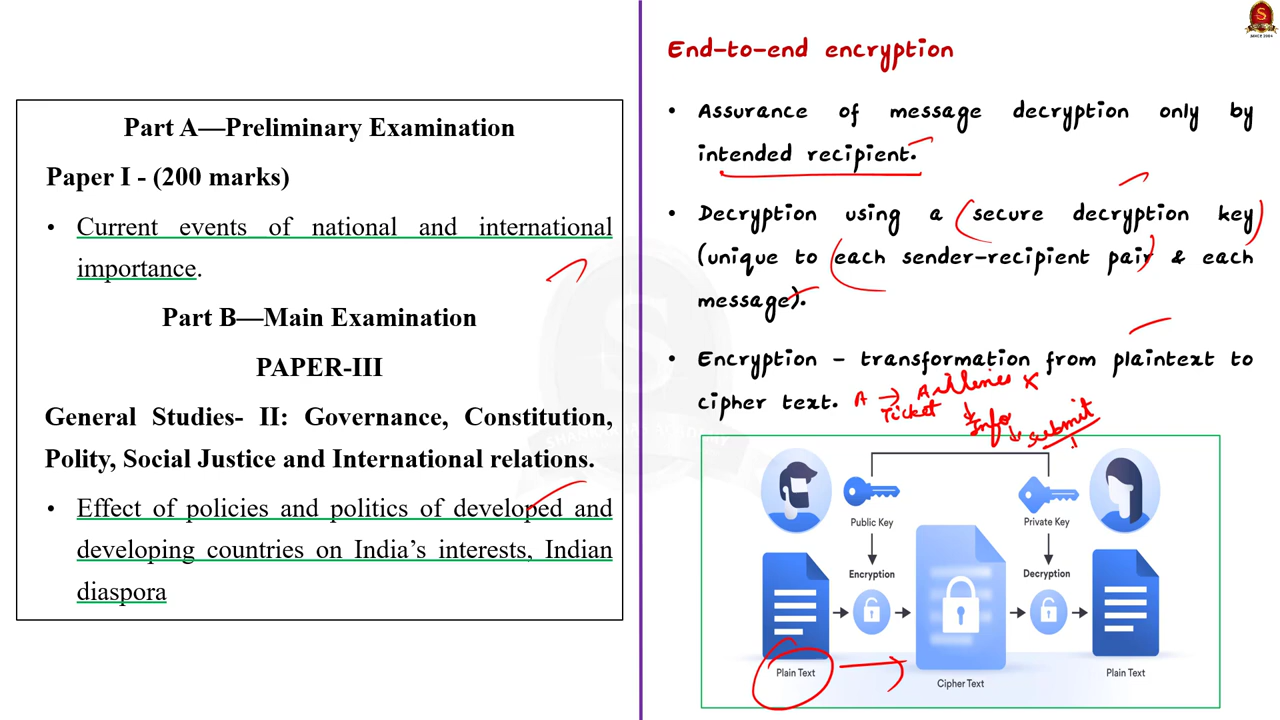 Part A—Preliminary Examination
Paper I - (200 marks)
• Current events of national and international
importance.
Part B—Main Examination
PAPER-III
General Studies- II: Governance, Constitution,
Polity, Social Justice and International relations.
• Effect of policies and politics of developed and
developing countries on India's interests, Indian
diaspora
S
SINCE 2004
End-to-end encryption
• Assurance of message decryption only by
intended recipient.
• Decryption using a (secure decryption key)
(unique to (each sender-recipient pair) & each
message).
• Encryption - transformation from plaintext to
cipher text.
A → Airlines x
Ticket ↓
Info
↓ submit
Public Key
Private Key
Encryption
Decryption
Plain Text
Cipher Text
Plain Text